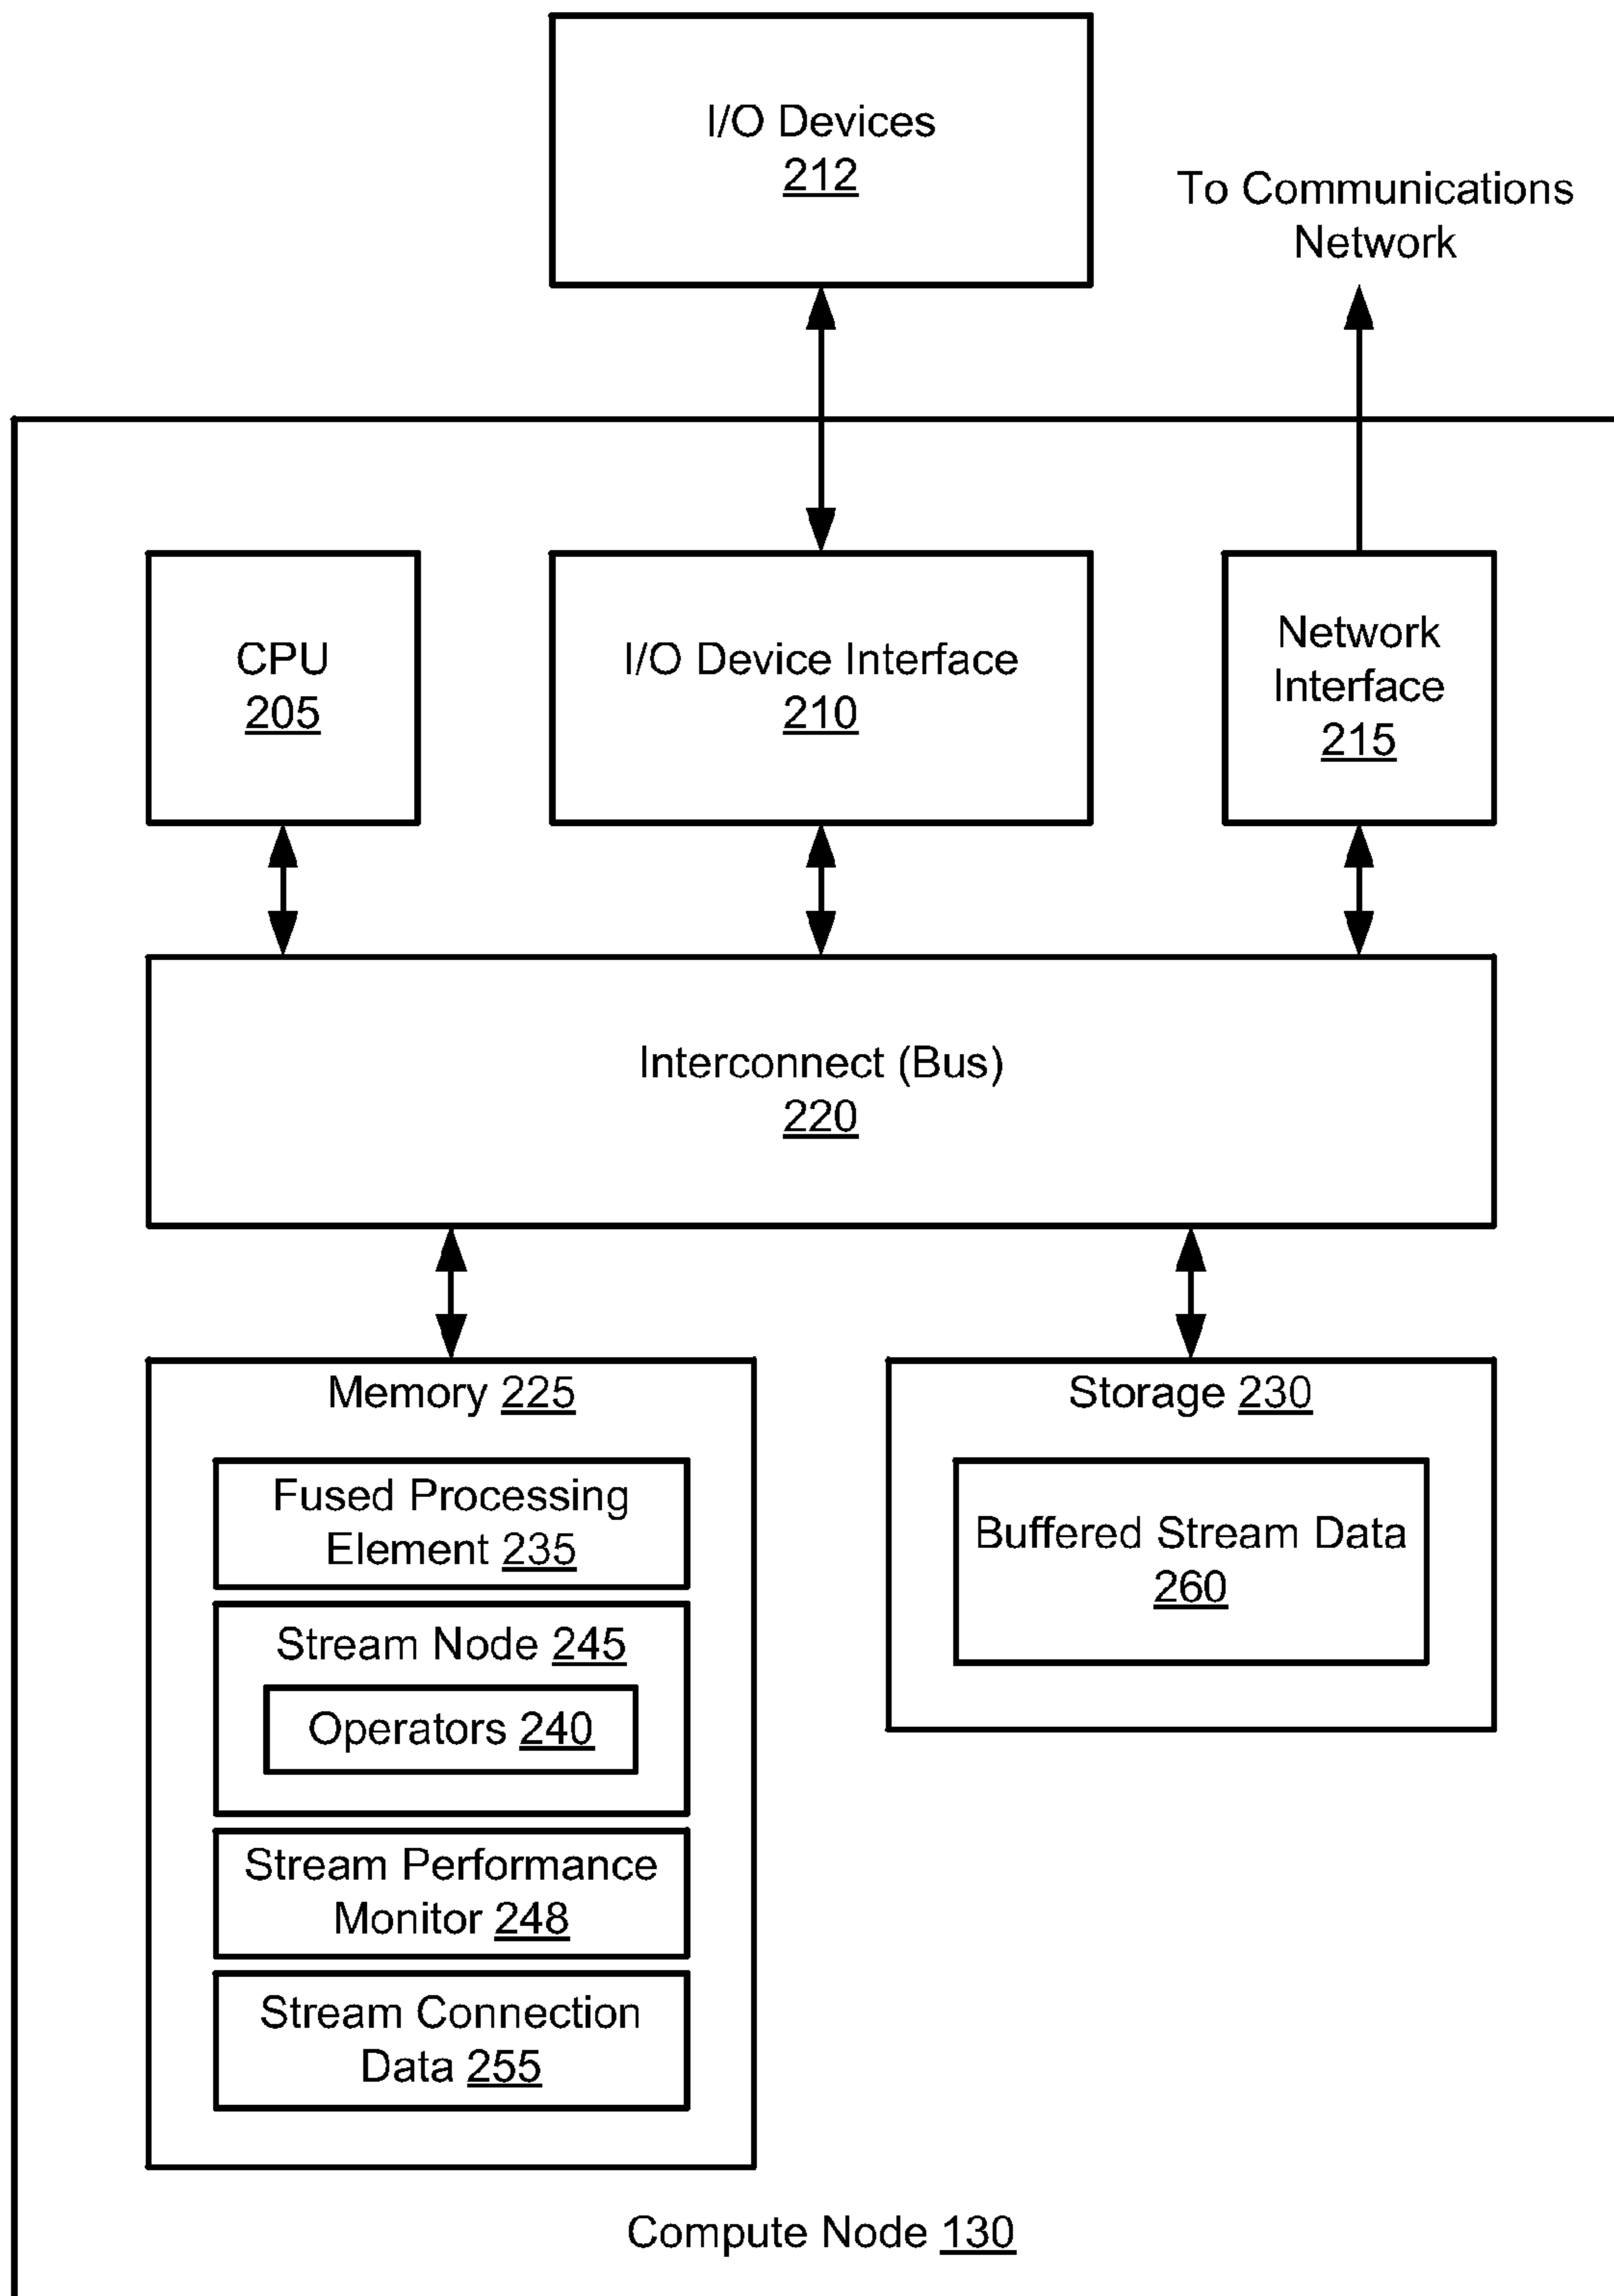 I/O Devices
212
To Communications
Network
CPU
205
I/O Device Interface
210
Network
Interface
215
Interconnect (Bus)
220
Memory 225
Fused Processing
Element 235
Stream Node 245
Operators 240
Stream Performance
Monitor 248
Stream Connection
Data 255
Storage 230
Buffered Stream Data
260
Compute Node 130